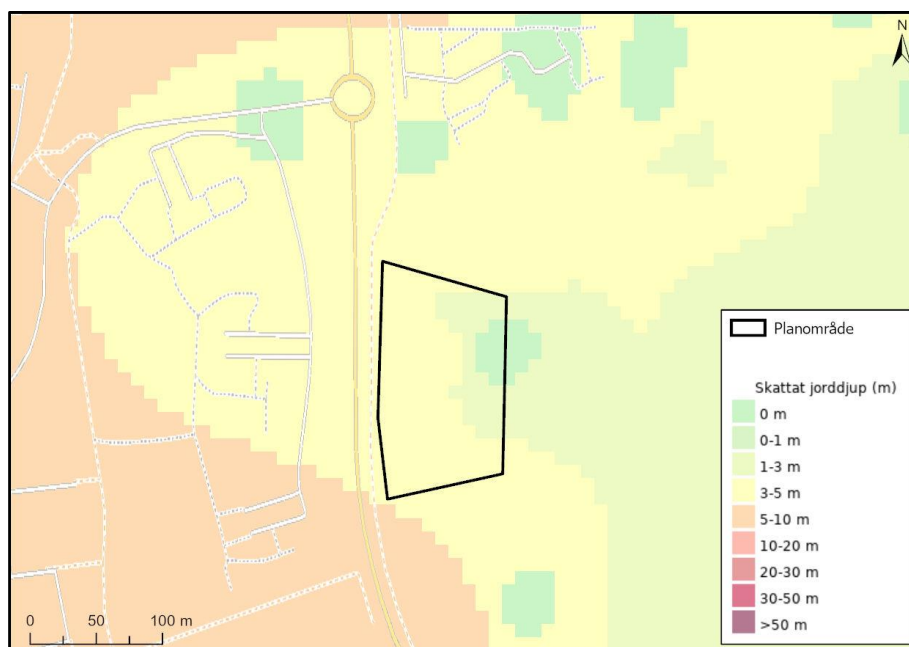 N
Planområde
Skattat jorddjup (m)
0 m
0-1 m
1-3 m
3-5 m
5-10 m
10-20 m
20-30 m
30-50 m
>50 m
0 50 100 m